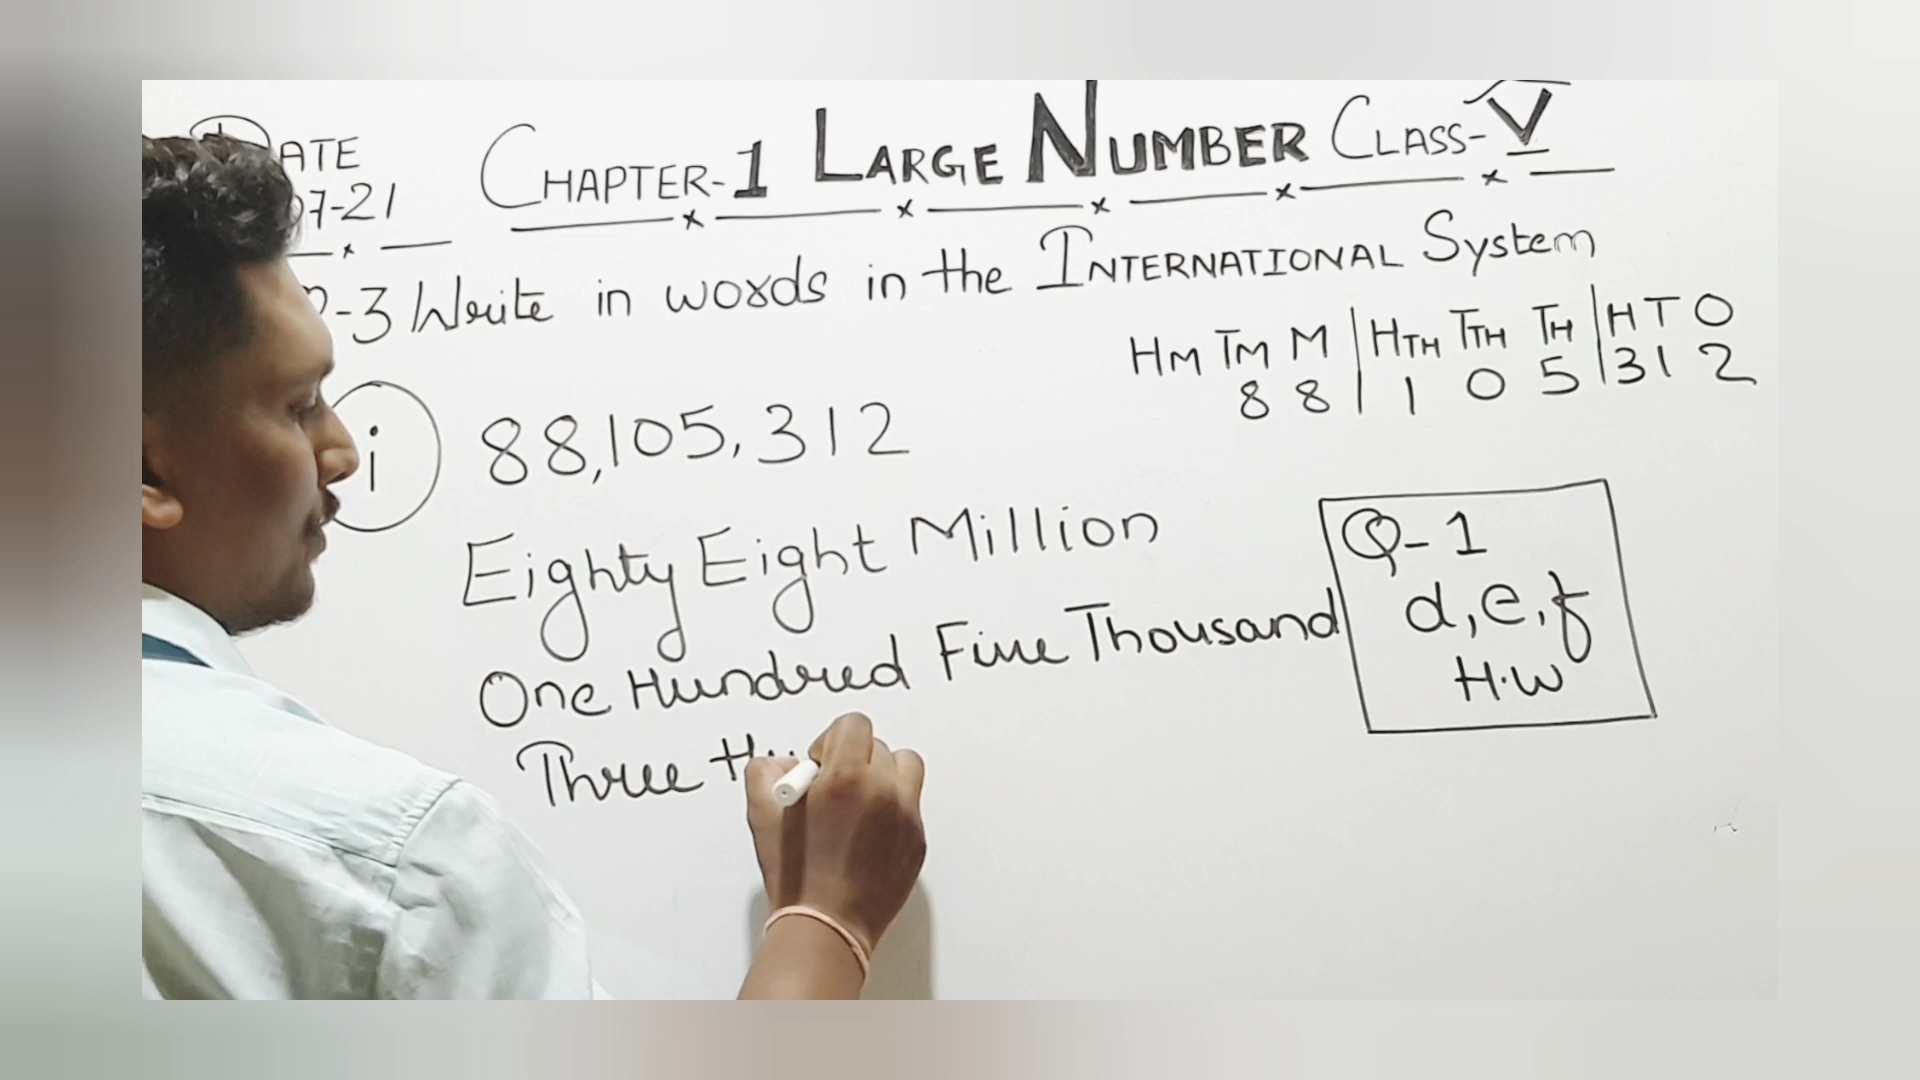 DATE
07-21
CHAPTER-1 LARGE NUMBER CLASS-V
Q-3 Write in words in the INTERNATIONAL System
HM TM M | HTH TTH TH | H T O
8 8 | 1 0 5 | 3 1 2
i 88,105,312
Eighty Eight Million
One Hundred Five Thousand
Three
Q-1
d, e, f
H.W